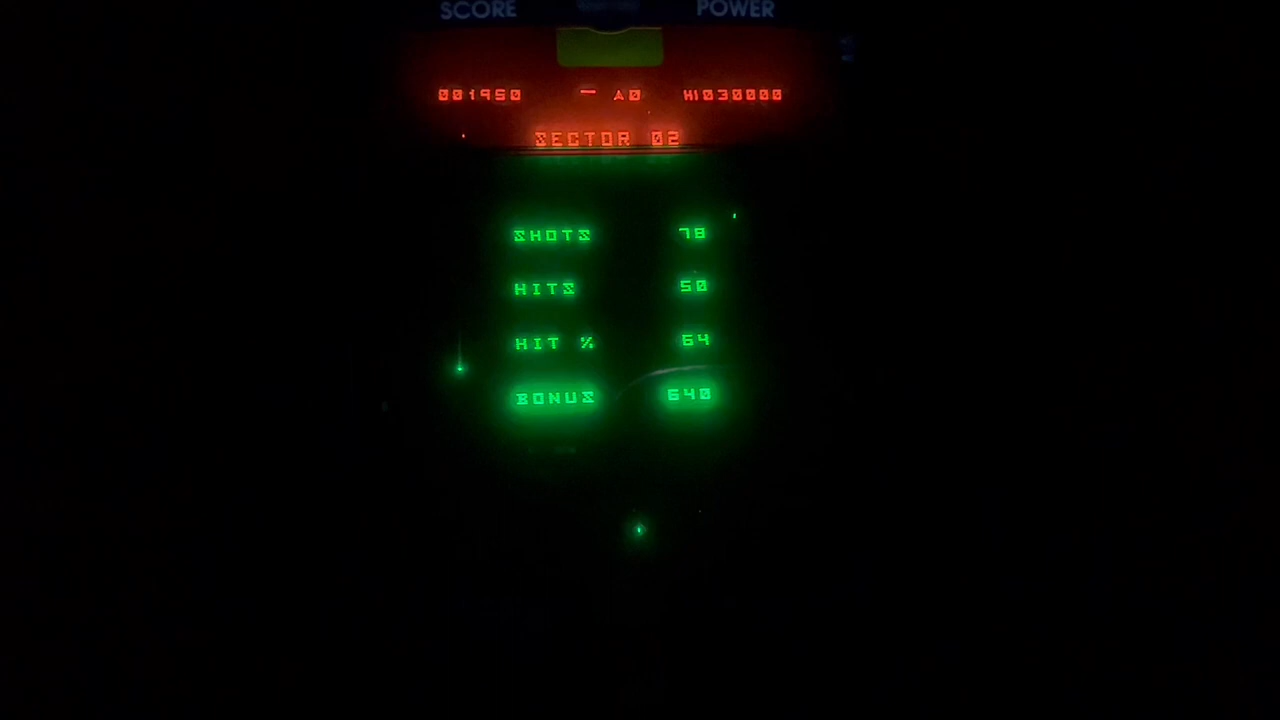 SCORE POWER
001950 — A0 HI030000
SECTOR 02
SHOTS 78
HITS 50
HIT % 64
BONUS 640